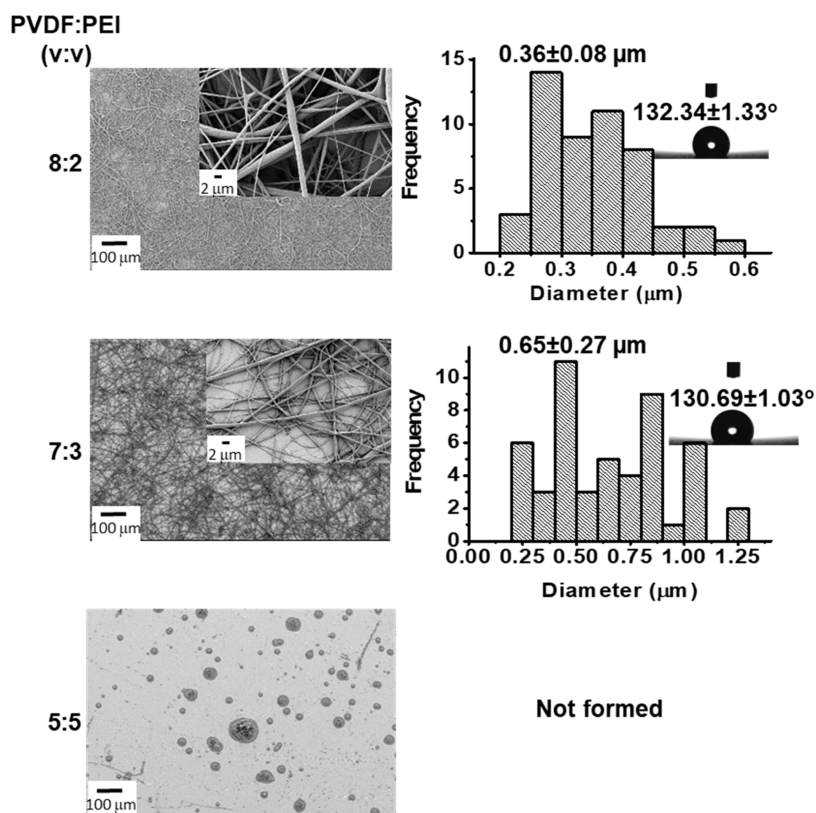 PVDF:PEI
(v:v)
8:2
2 μm
100 μm
Frequency
15
10
5
0
0.36±0.08 μm
132.34±1.33°
0.2 0.3 0.4 0.5 0.6
Diameter (μm)
7:3
2 μm
100 μm
Frequency
10
8
6
4
2
0
0.65±0.27 μm
130.69±1.03°
0.00 0.25 0.50 0.75 1.00 1.25
Diameter (μm)
5:5
100 μm
Not formed